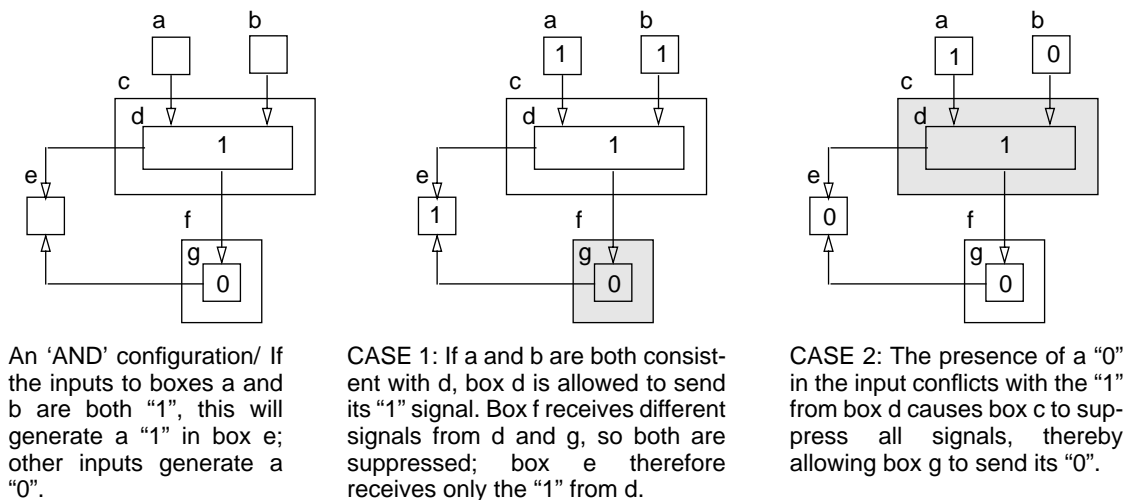 a
b
c
d
1
e
f
g
0
An ‘AND’ configuration/ If
the inputs to boxes a and
b are both “1”, this will
generate a “1” in box e;
other inputs generate a
“0”.
a
b
1
1
c
d
1
e
1
f
g
0
CASE 1: If a and b are both consist-
ent with d, box d is allowed to send
its “1” signal. Box f receives different
signals from d and g, so both are
suppressed; box e therefore
receives only the “1” from d.
a
b
1
0
c
d
1
e
0
f
g
0
CASE 2: The presence of a “0”
in the input conflicts with the “1”
from box d causes box c to sup-
press all signals, thereby
allowing box g to send its “0”.